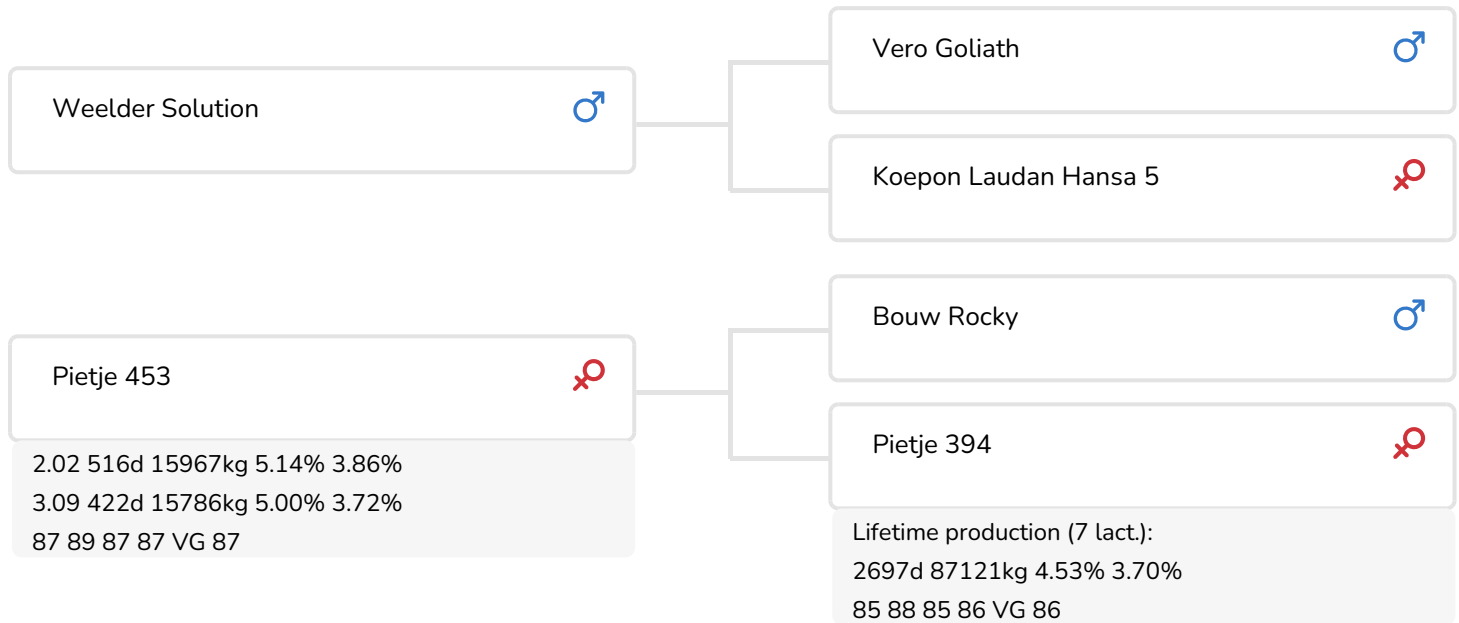 Vero Goliath
Weelder Solution
Koepon Laudan Hansa 5
Bouw Rocky
Pietje 453
Pietje 394
2.02 516d 15967kg 5.14% 3.86%
3.09 422d 15786kg 5.00% 3.72%
87 89 87 87 VG 87
Lifetime production (7 lact.):
2697d 87121kg 4.53% 3.70%
85 88 85 86 VG 86